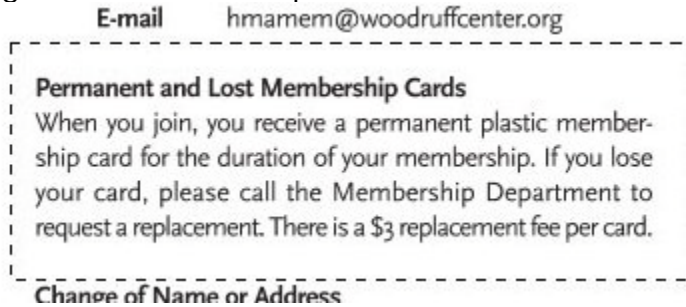 E-mail hmamem@woodruffcenter.org
Permanent and Lost Membership Cards
When you join, you receive a permanent plastic member-
ship card for the duration of your membership. If you lose
your card, please call the Membership Department to
request a replacement. There is a $3 replacement fee per card.
Change of Name or Address